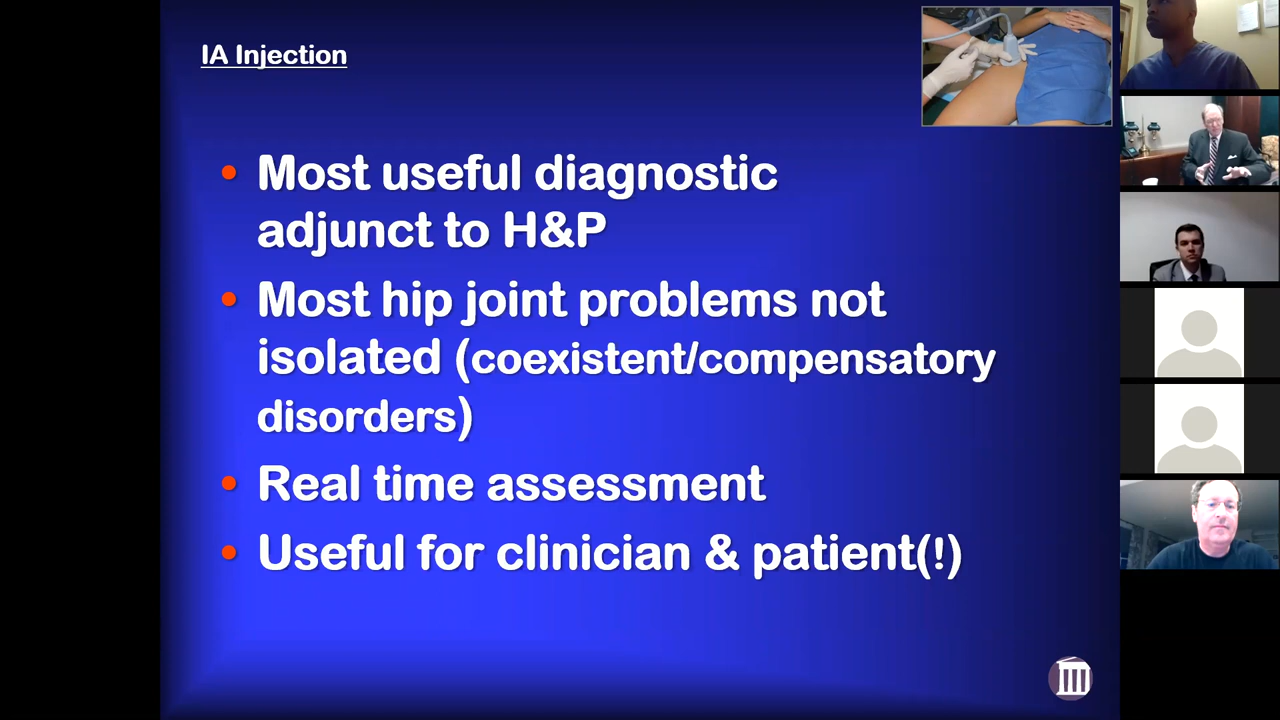 IA Injection
• Most useful diagnostic
adjunct to H&P
• Most hip joint problems not
isolated (coexistent/compensatory
disorders)
• Real time assessment
• Useful for clinician & patient(!)